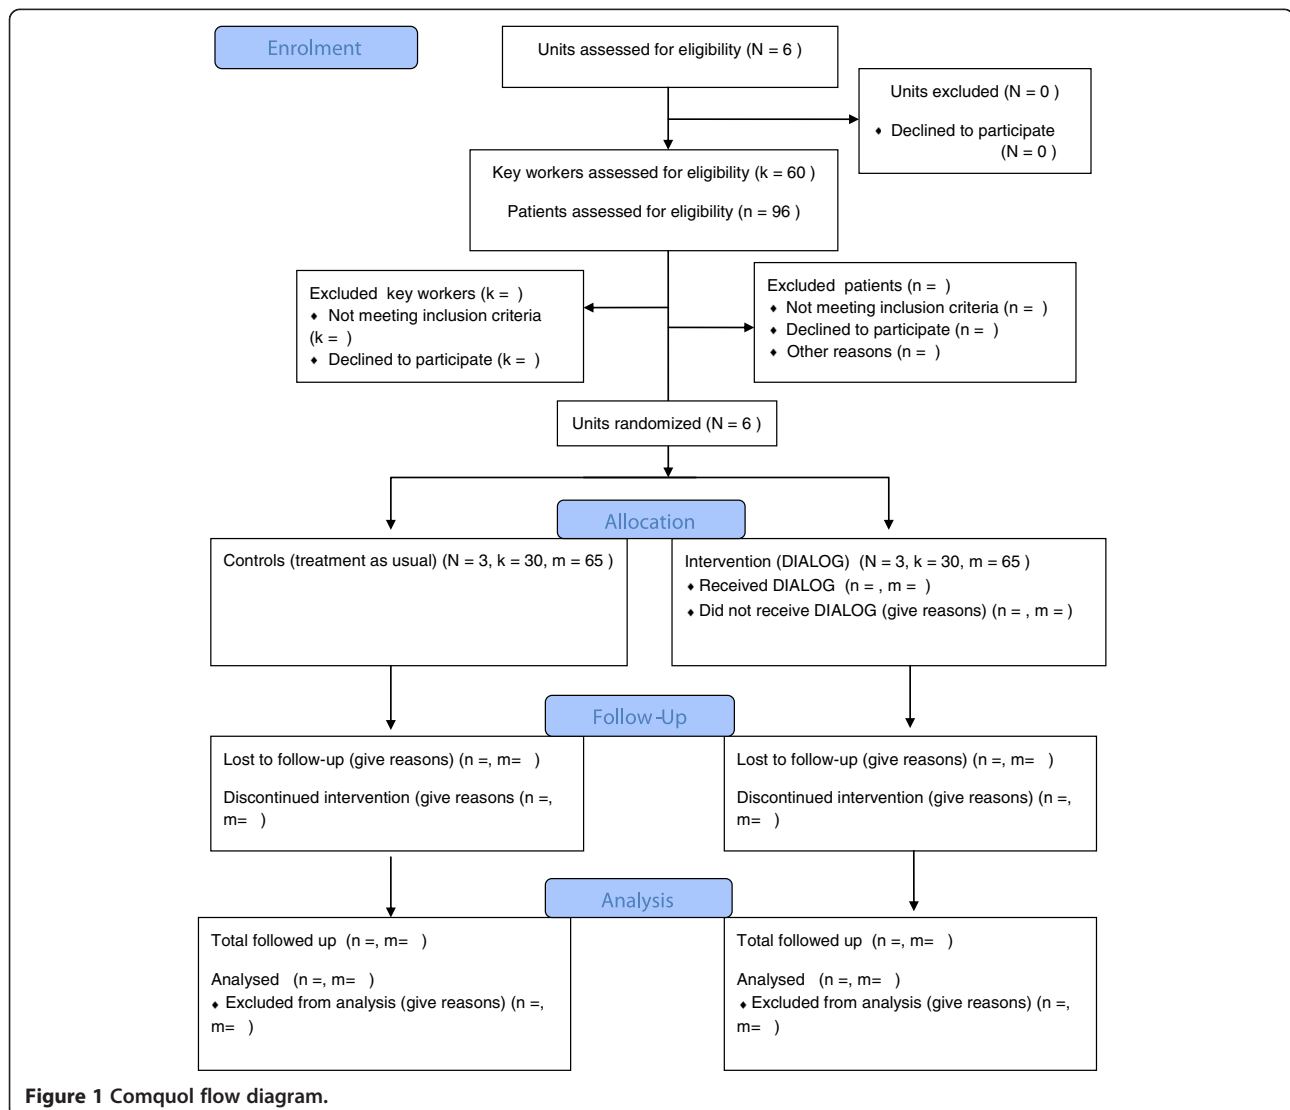 Enrolment
Units assessed for eligibility (N = 6 )
Units excluded (N = 0 )
♦ Declined to participate
(N = 0 )
Key workers assessed for eligibility (k = 60 )
Patients assessed for eligibility (n = 96 )
Excluded key workers (k = )
♦ Not meeting inclusion criteria
(k = )
♦ Declined to participate (k = )
Excluded patients (n = )
♦ Not meeting inclusion criteria (n = )
♦ Declined to participate (n = )
♦ Other reasons (n = )
Units randomized (N = 6 )
Allocation
Controls (treatment as usual) (N = 3, k = 30, m = 65 )
Intervention (DIALOG) (N = 3, k = 30, m = 65 )
♦ Received DIALOG (n = , m = )
♦ Did not receive DIALOG (give reasons) (n = , m = )
Follow-Up
Lost to follow-up (give reasons) (n =, m= )
Discontinued intervention (give reasons (n =,
m= )
Lost to follow-up (give reasons) (n =, m= )
Discontinued intervention (give reasons) (n =,
m= )
Analysis
Total followed up (n =, m= )
Analysed (n =, m= )
♦ Excluded from analysis (give reasons) (n =,
m= )
Total followed up (n =, m= )
Analysed (n =, m= )
♦ Excluded from analysis (give reasons) (n =,
m= )
Figure 1 Comquol flow diagram.